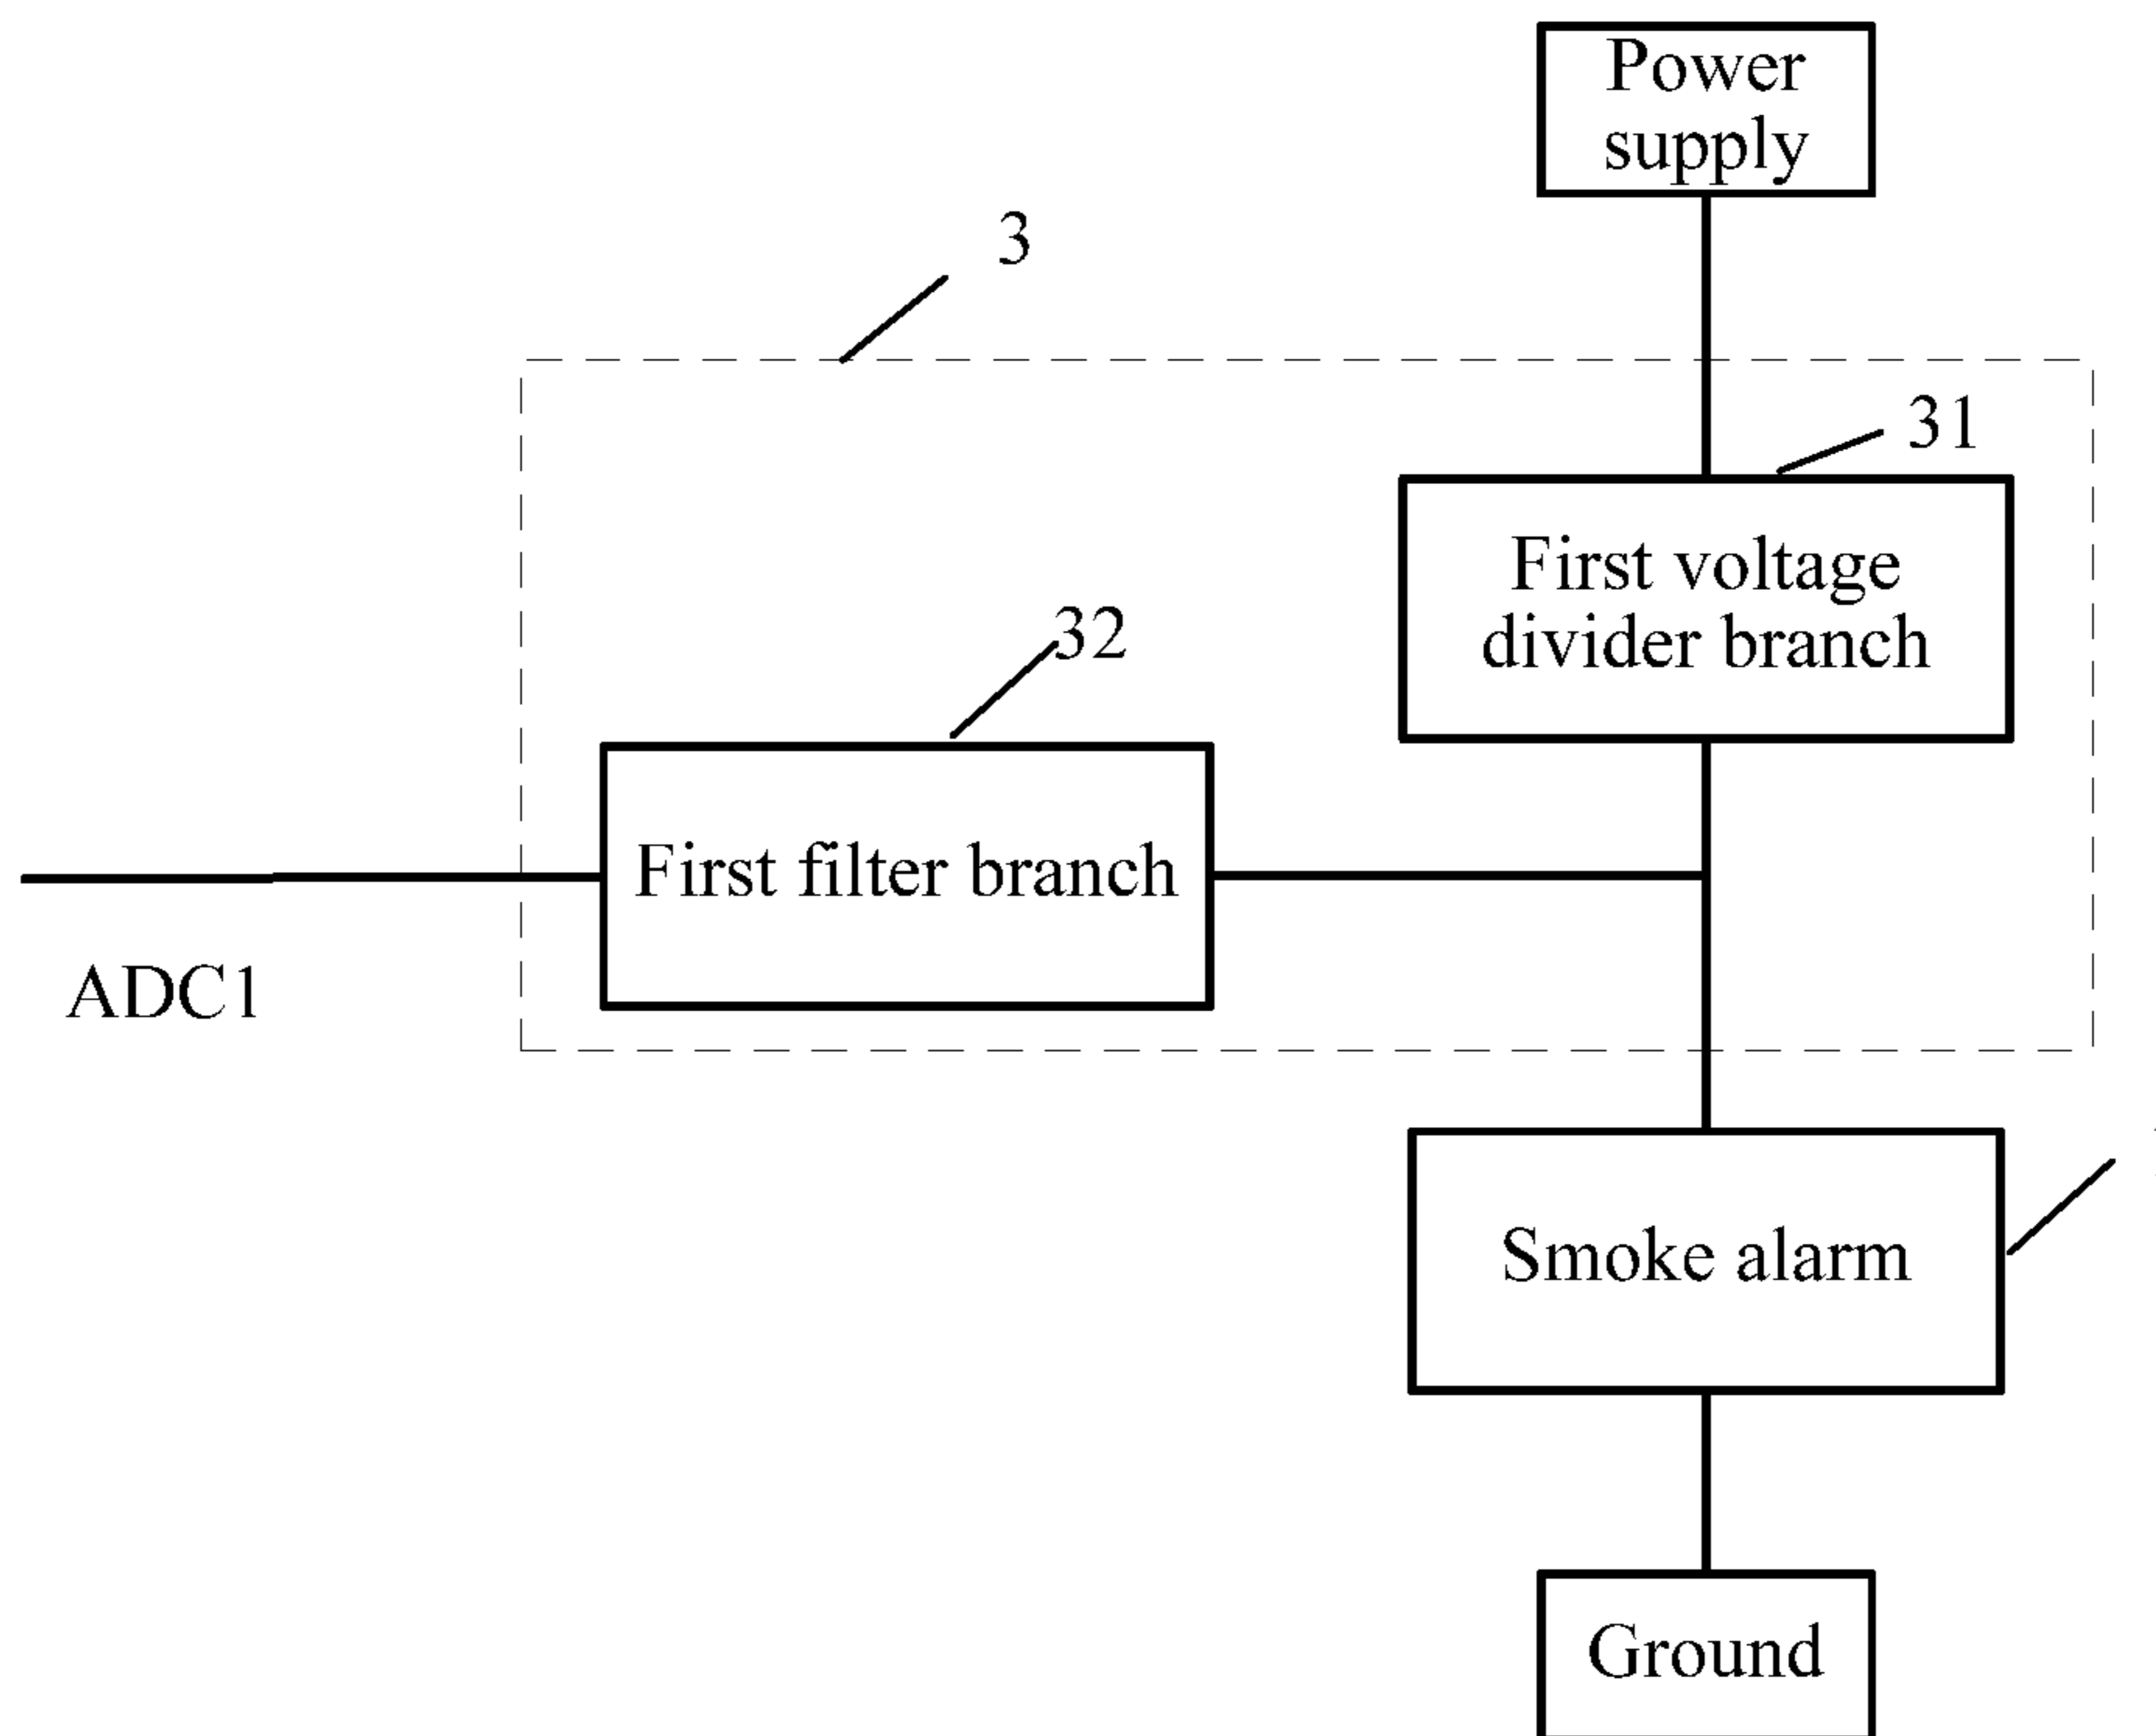 Power
supply
3
31
First voltage
divider branch
32
First filter branch
ADC1
Smoke alarm
Ground